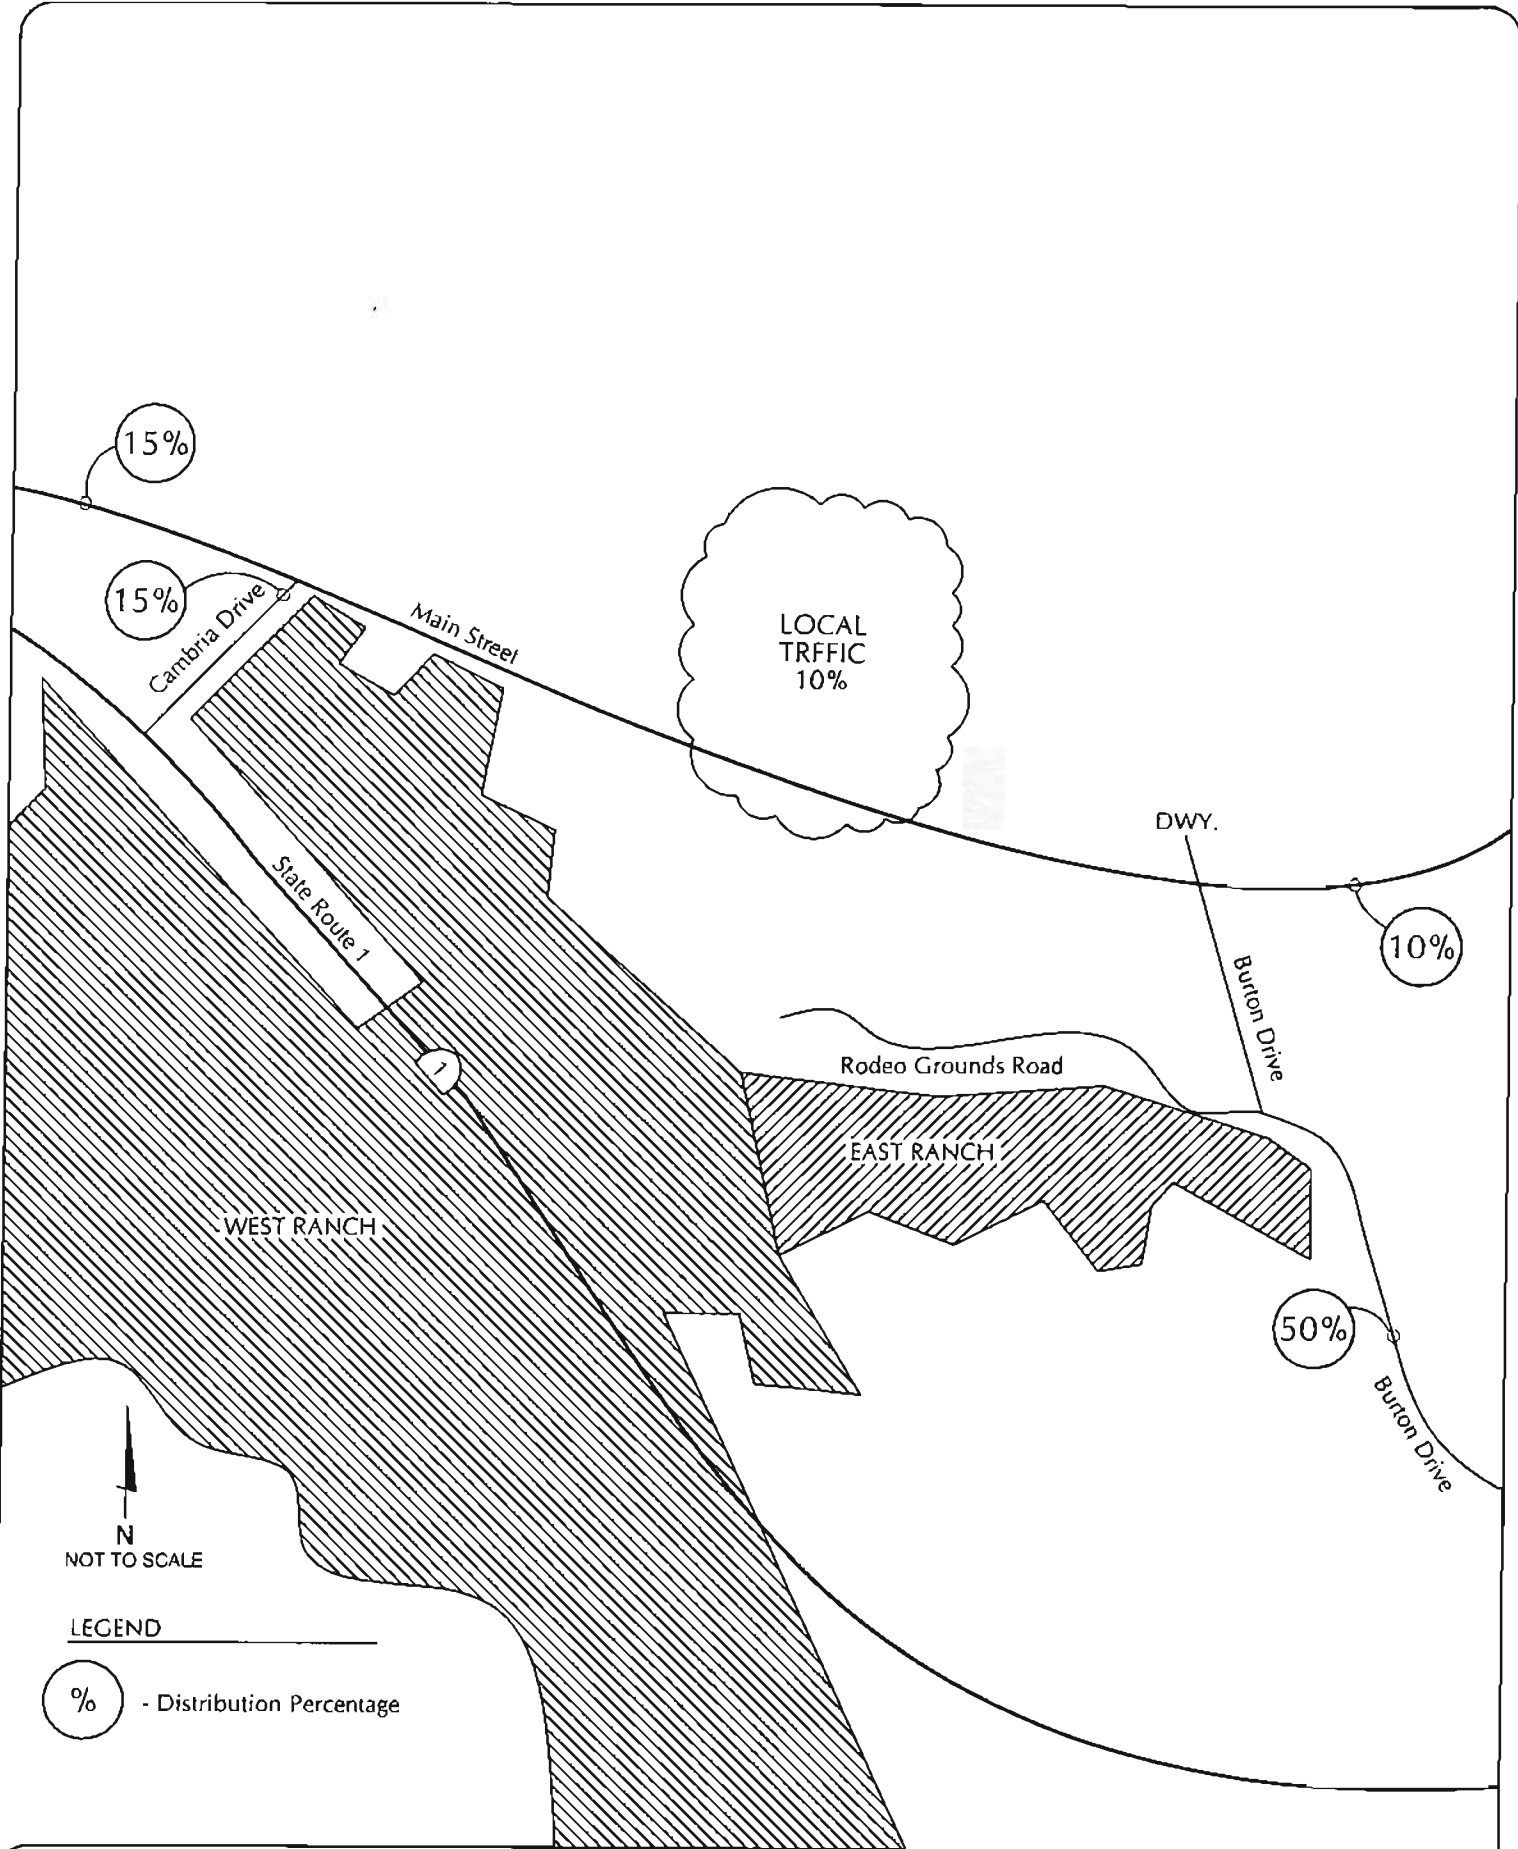 15%
15%
Cambria Drive
Main Street
LOCAL
TRFFIC
10%
DWY.
State Route 1
10%
Burton Drive
1
Rodeo Grounds Road
EAST RANCH
WEST RANCH
50%
Burton Drive
N
NOT TO SCALE
LEGEND
% - Distribution Percentage